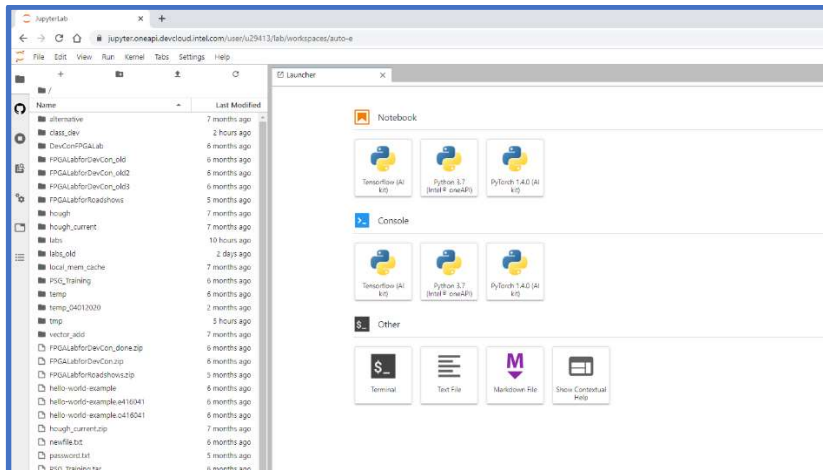 JupyterLab
jupyter.oneapi.devcloud.intel.com/user/u29413/lab/workspaces/auto-e
File Edit View Run Kernel Tabs Settings Help
Launcher
/
Name Last Modified
alternative 7 months ago
class_dev 2 hours ago
DevConFPGALab 6 months ago
FPGALabforDevCon_old 6 months ago
FPGALabforDevCon_old2 6 months ago
FPGALabforDevCon_old3 6 months ago
FPGALabforRoadshows 5 months ago
hough 7 months ago
hough_current 7 months ago
labs 10 hours ago
labs_old 2 days ago
local_mem_cache 7 months ago
PSG_Training 6 months ago
temp 6 months ago
temp_04012020 2 months ago
tmp 5 hours ago
vector_add 7 months ago
FPGALabforDevCon_done.zip 6 months ago
FPGALabforDevCon.zip 6 months ago
FPGALabforRoadshows.zip 5 months ago
hello-world-example 6 months ago
hello-world-example.e416041 6 months ago
hello-world-example.o416041 6 months ago
hough_current.zip 7 months ago
newfile.txt 6 months ago
password.txt 5 months ago
PSG_Training.tar 6 months ago
Notebook
Tensorflow (AI Python 3.7 PyTorch 1.4.0 (AI
kit) (Intel® oneAPI) kit)
Console
Tensorflow (AI Python 3.7 PyTorch 1.4.0 (AI
kit) (Intel® oneAPI) kit)
$_ Other
$_ M
Terminal Text File Markdown File Show Contextual
Help